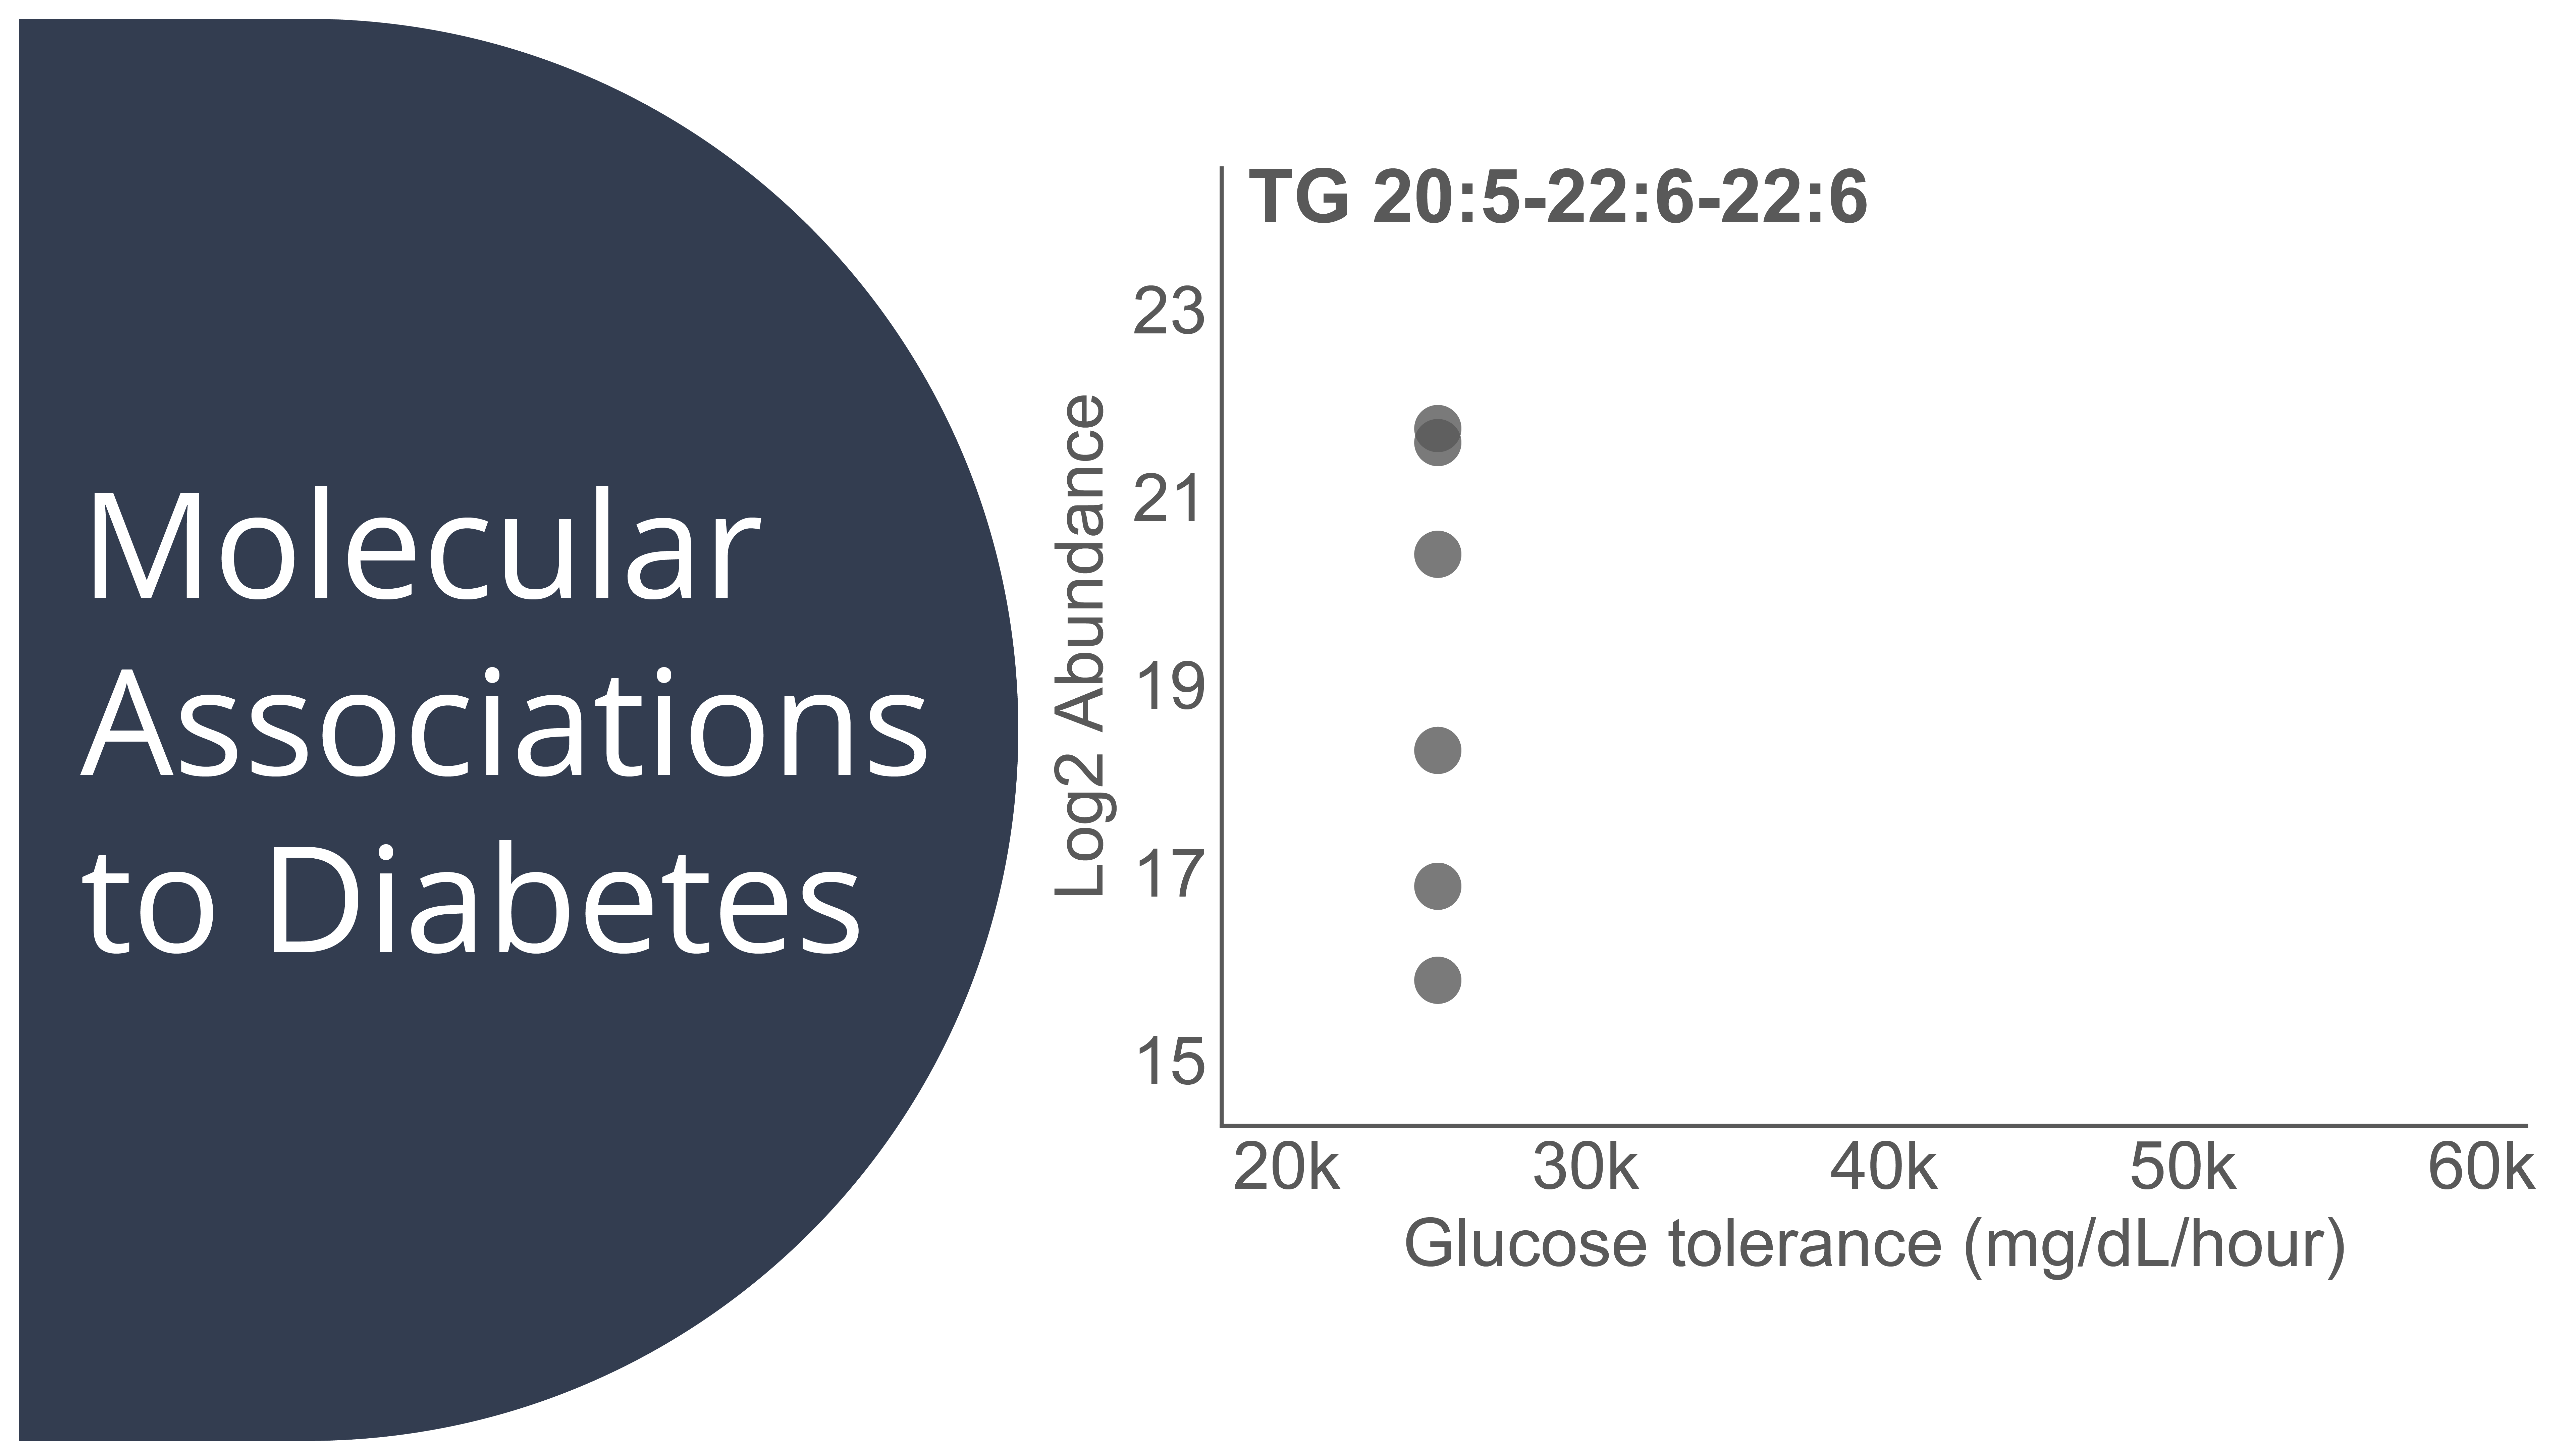 Molecular
Associations
to Diabetes
TG 20:5-22:6-22:6
Log2 Abundance
23
21
19
17
15
20k 30k 40k 50k 60k
Glucose tolerance (mg/dL/hour)